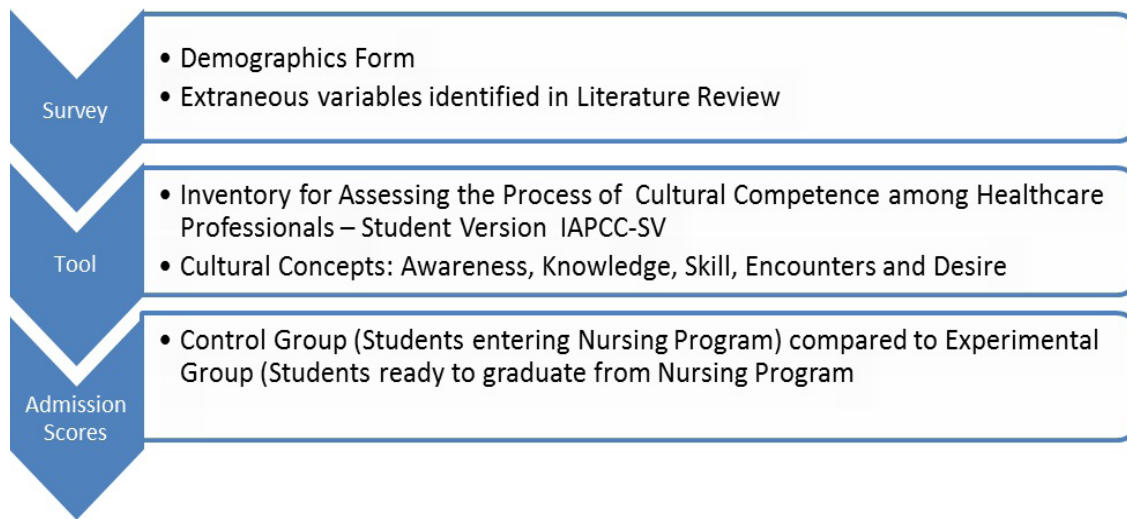 Survey
• Demographics Form
• Extraneous variables identified in Literature Review
Tool
• Inventory for Assessing the Process of Cultural Competence among Healthcare
Professionals – Student Version IAPCC-SV
• Cultural Concepts: Awareness, Knowledge, Skill, Encounters and Desire
Admission
Scores
• Control Group (Students entering Nursing Program) compared to Experimental
Group (Students ready to graduate from Nursing Program